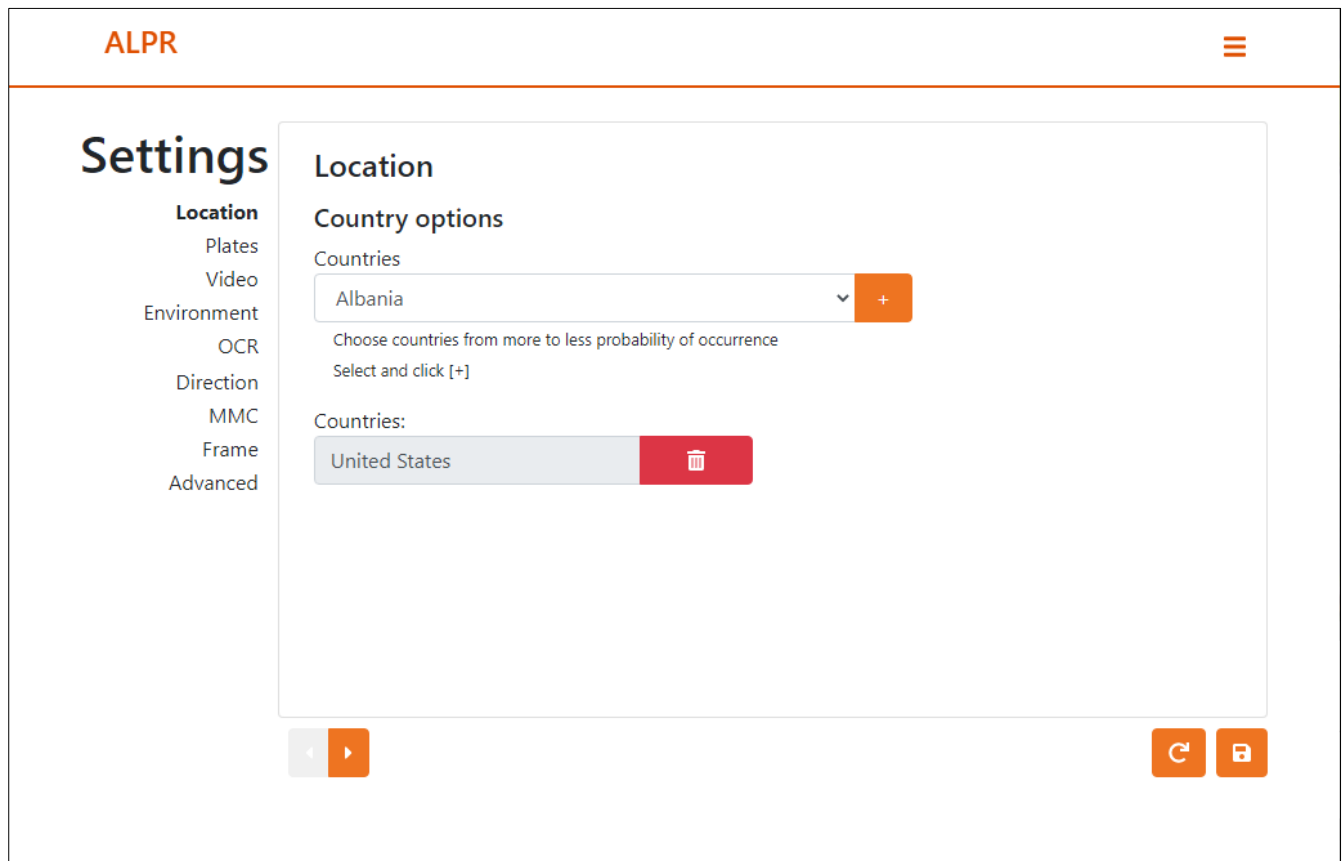 ALPR
Settings
Location
Plates
Video
Environment
OCR
Direction
MMC
Frame
Advanced
Location
Country options
Countries
Albania
+
Choose countries from more to less probability of occurrence
Select and click [+]
Countries:
United States